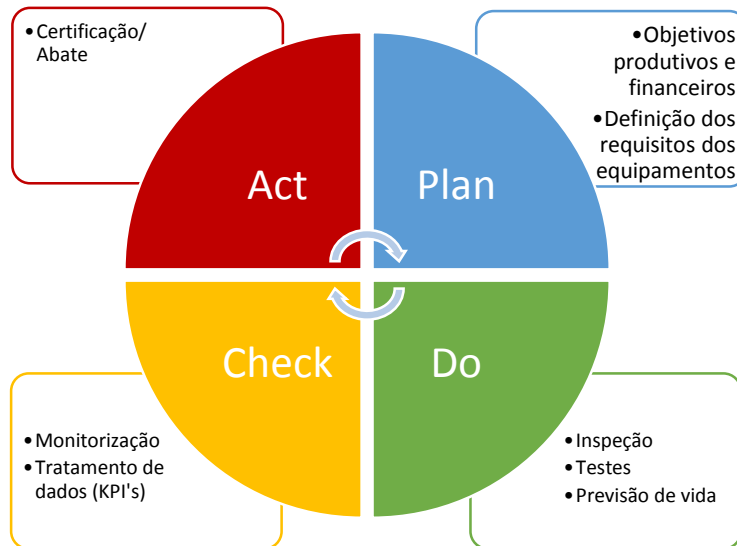 •Certificação/
Abate
•Objetivos
produtivos e
financeiros
•Definição dos
requisitos dos
equipamentos
Act
Plan
Check
Do
•Monitorização
•Tratamento de
dados (KPI's)
•Inspeção
•Testes
•Previsão de vida